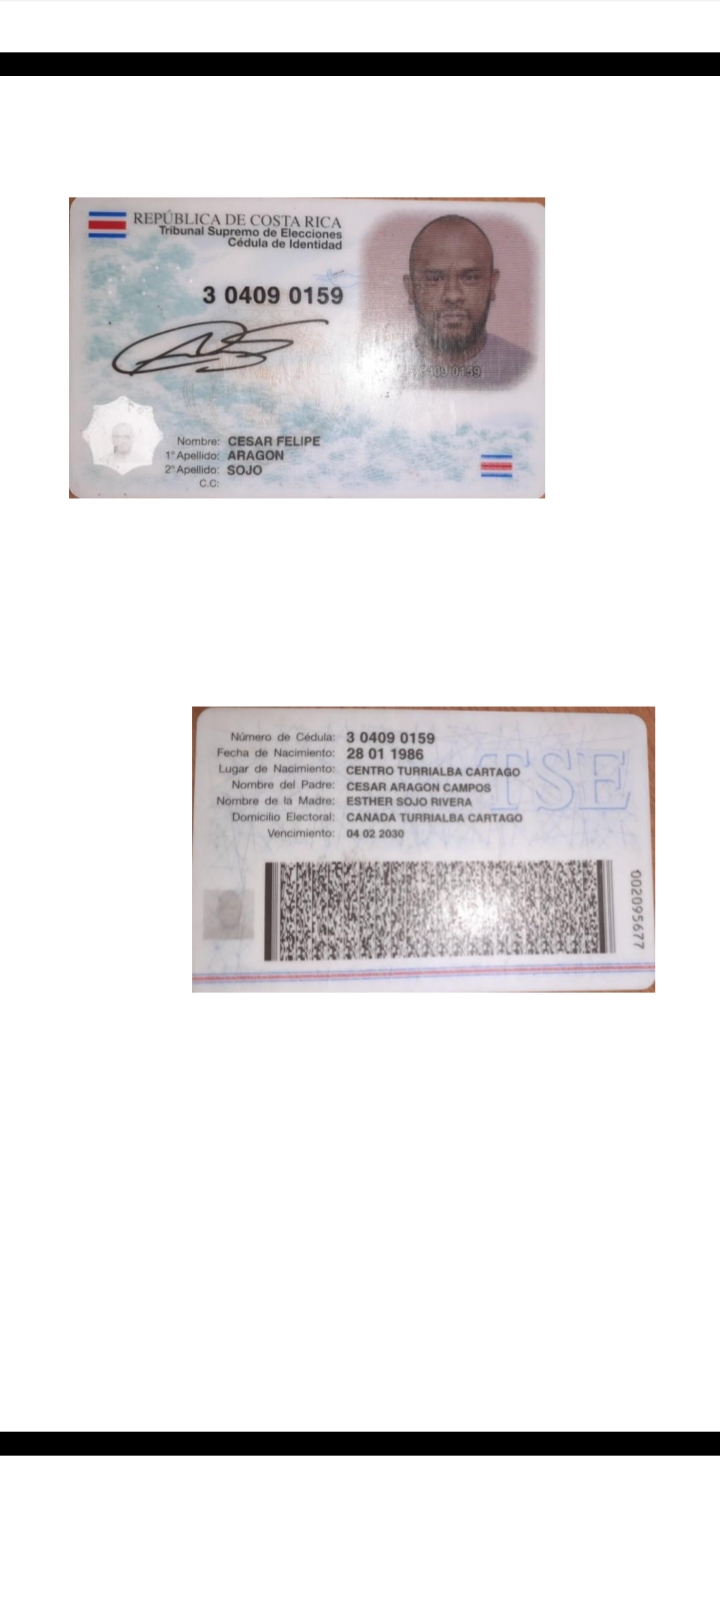 REPÚBLICA DE COSTA RICA
Tribunal Supremo de Elecciones
Cédula de Identidad
3 0409 0159
Nombre: CESAR FELIPE
1° Apellido: ARAGON
2° Apellido: SOJO
C.C:
Número de Cédula: 3 0409 0159
Fecha de Nacimiento: 28 01 1986
Lugar de Nacimiento: CENTRO TURRIALBA CARTAGO
Nombre del Padre: CESAR ARAGON CAMPOS
Nombre de la Madre: ESTHER SOJO RIVERA
Domicilio Electoral: CANADA TURRIALBA CARTAGO
Vencimiento: 04 02 2030
TSE
002095677